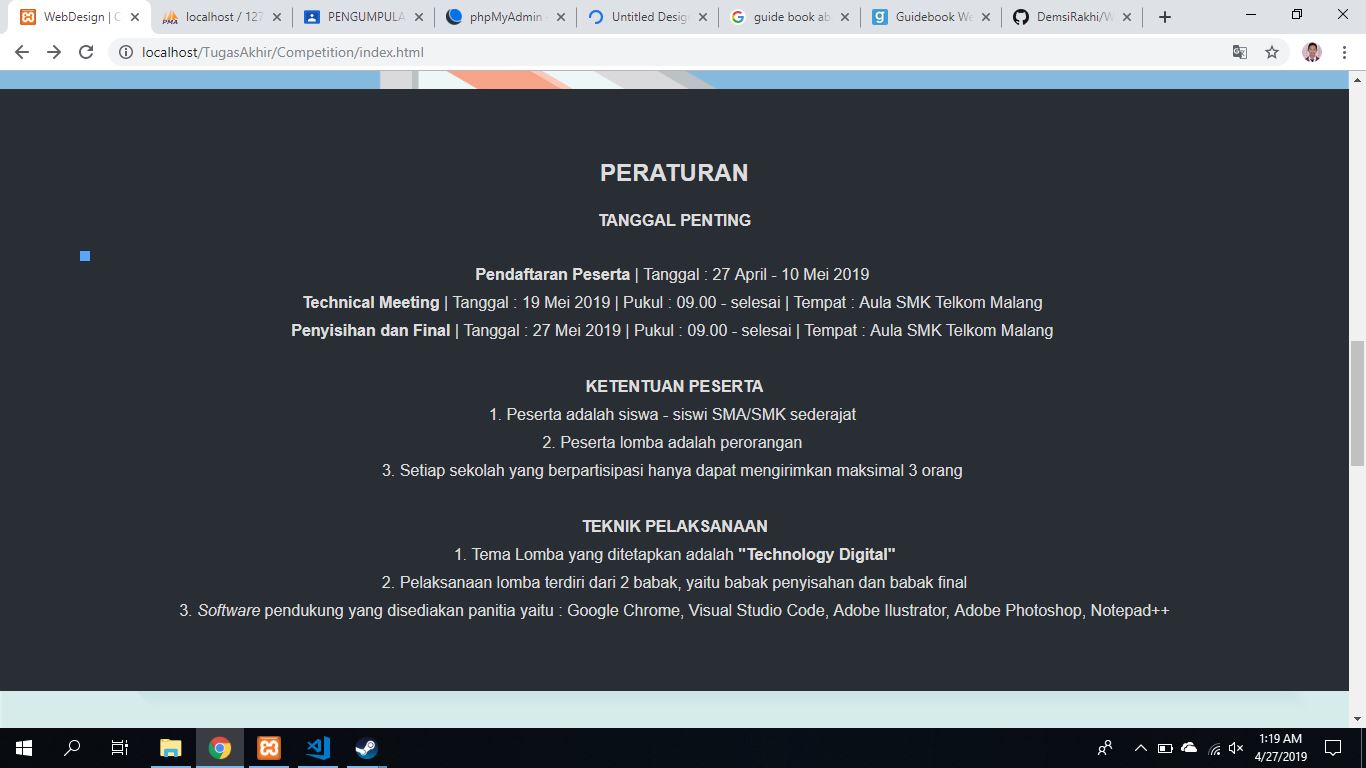 WebDesign | C
localhost / 127
PENGUMPULA
phpMyAdmin
Untitled Design
guide book ab
Guidebook We
DemsiRakhi/W
localhost/TugasAkhir/Competition/index.html
PERATURAN
TANGGAL PENTING
Pendaftaran Peserta | Tanggal : 27 April - 10 Mei 2019
Technical Meeting | Tanggal : 19 Mei 2019 | Pukul : 09.00 - selesai | Tempat : Aula SMK Telkom Malang
Penyisihan dan Final | Tanggal : 27 Mei 2019 | Pukul : 09.00 - selesai | Tempat : Aula SMK Telkom Malang
KETENTUAN PESERTA
1. Peserta adalah siswa - siswi SMA/SMK sederajat
2. Peserta lomba adalah perorangan
3. Setiap sekolah yang berpartisipasi hanya dapat mengirimkan maksimal 3 orang
TEKNIK PELAKSANAAN
1. Tema Lomba yang ditetapkan adalah "Technology Digital"
2. Pelaksanaan lomba terdiri dari 2 babak, yaitu babak penyisahan dan babak final
3. Software pendukung yang disediakan panitia yaitu : Google Chrome, Visual Studio Code, Adobe Ilustrator, Adobe Photoshop, Notepad++
1:19 AM
4/27/2019